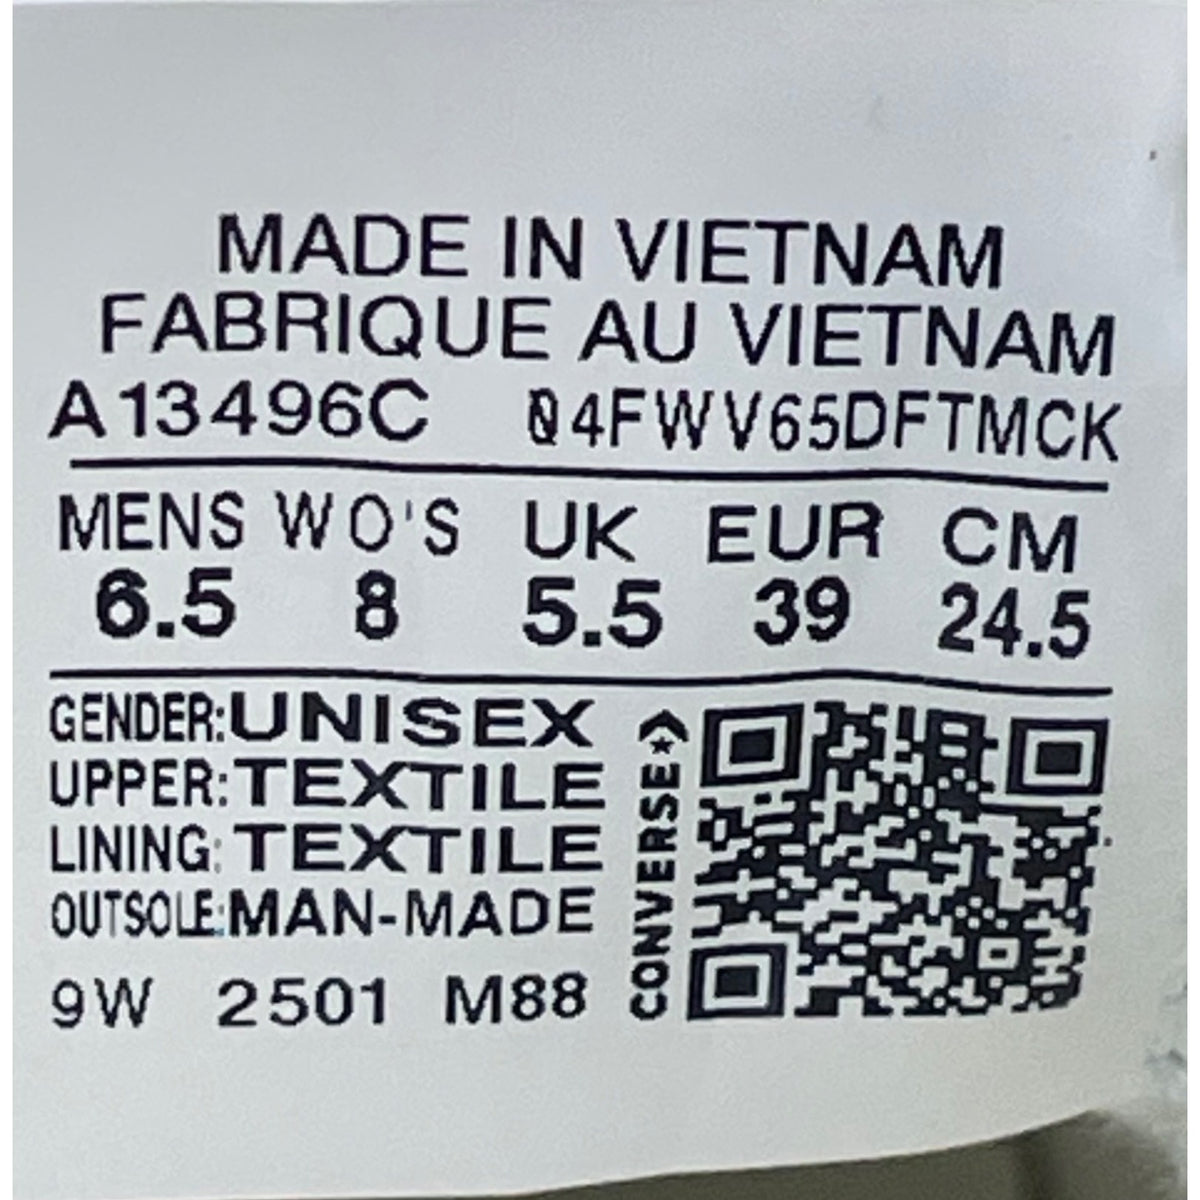 MADE IN VIETNAM
FABRIQUE AU VIETNAM
A13496C 04FWV65DFTMCK
MENS WO'S UK EUR CM
6.5 8 5.5 39 24.5
GENDER:UNISEX
UPPER:TEXTILE
LINING:TEXTILE
OUTSOLE:MAN-MADE
9W 2501 M88
CONVERSE